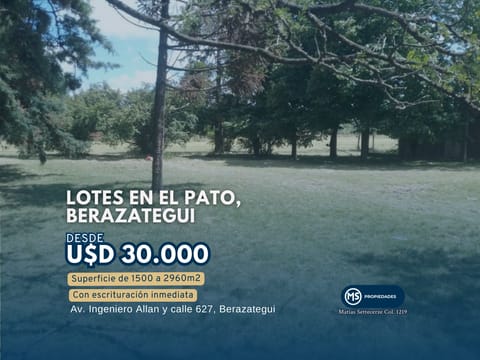 LOTES EN EL PATO,
BERAZATEGUI
DESDE
U$D 30.000
Superficie de 1500 a 2960m2
Con escrituración inmediata
Av. Ingeniero Allan y calle 627, Berazategui
MS PROPIEDADES
Matías Settecerze Col. 1219